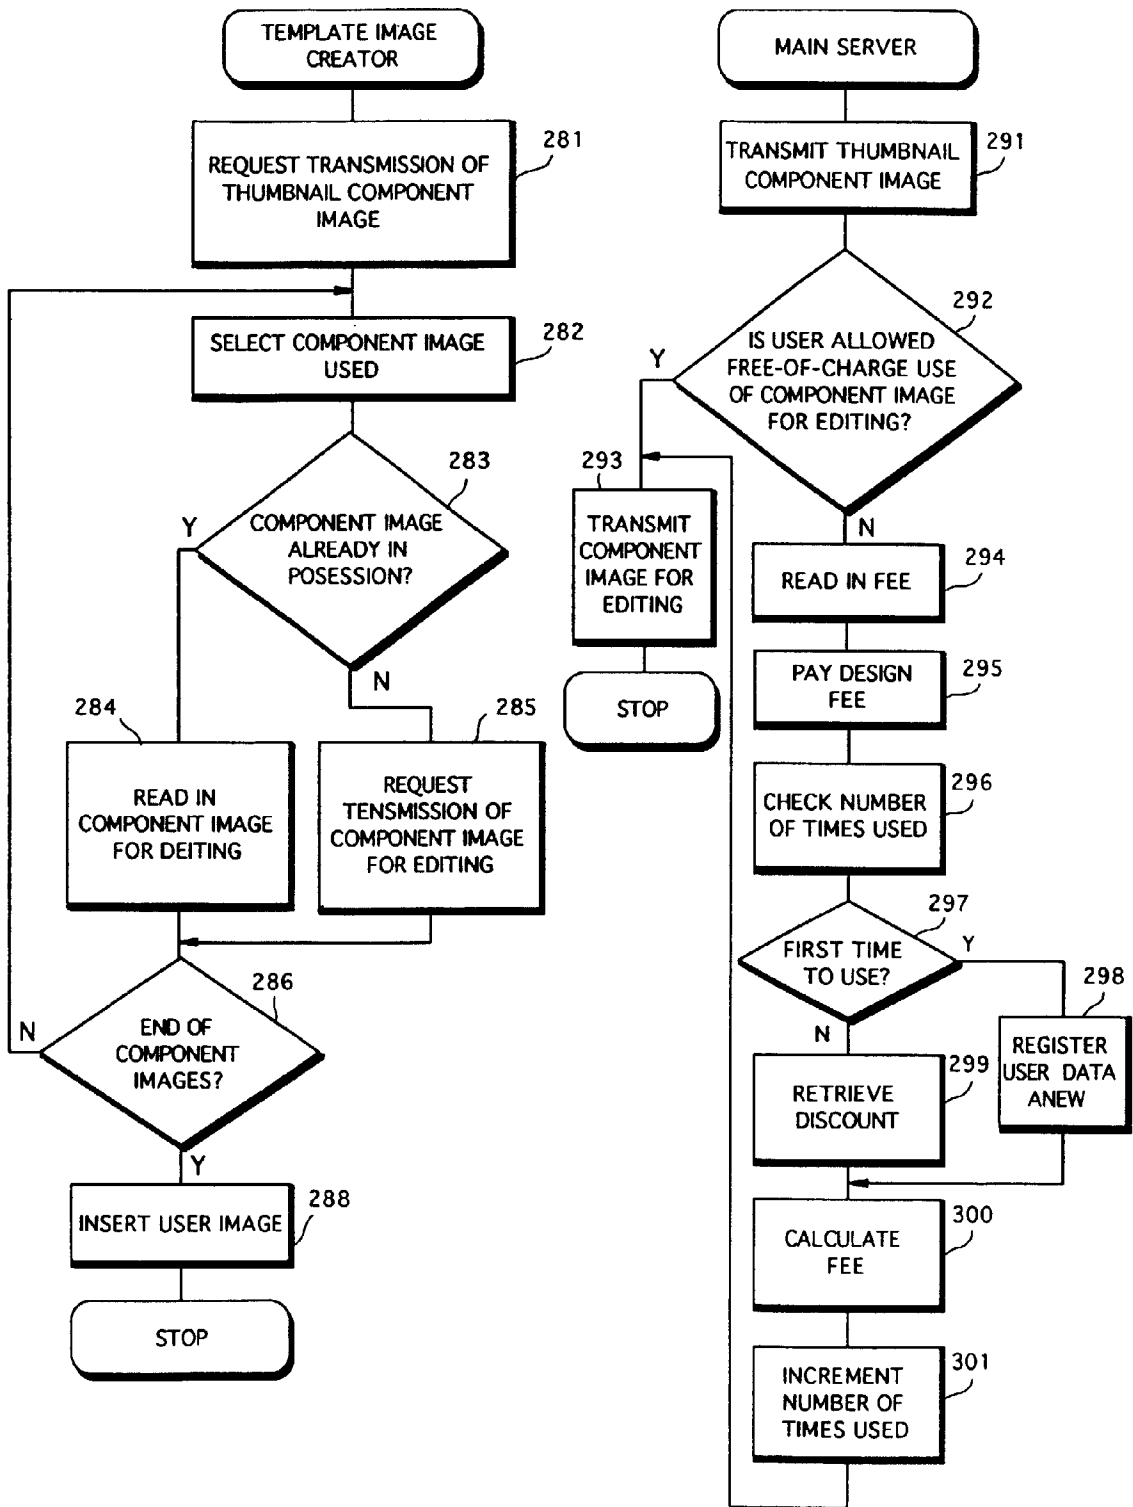 TEMPLATE IMAGE
CREATOR
REQUEST TRANSMISSION OF
THUMBNAIL COMPONENT
IMAGE
281
SELECT COMPONENT IMAGE
USED
282
COMPONENT IMAGE
ALREADY IN
POSESSION?
283
Y
N
284
READ IN
COMPONENT IMAGE
FOR DEITING
285
REQUEST
TENSMISSION OF
COMPONENT IMAGE
FOR EDITING
286
END OF
COMPONENT
IMAGES?
N
Y
INSERT USER IMAGE
288
STOP
MAIN SERVER
TRANSMIT THUMBNAIL
COMPONENT IMAGE
291
292
IS USER ALLOWED
FREE-OF-CHARGE USE
OF COMPONENT IMAGE
FOR EDITING?
Y
N
293
TRANSMIT
COMPONENT
IMAGE FOR
EDITING
STOP
READ IN FEE
294
PAY DESIGN
FEE
295
CHECK NUMBER
OF TIMES USED
296
297
FIRST TIME
TO USE?
Y
N
298
REGISTER
USER DATA
ANEW
299
RETRIEVE
DISCOUNT
CALCULATE
FEE
300
INCREMENT
NUMBER OF
TIMES USED
301